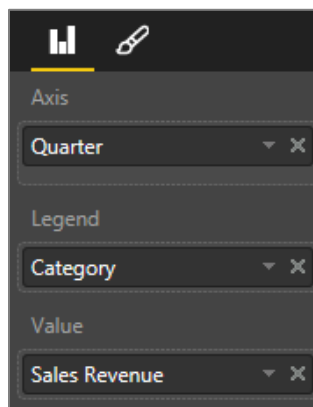 Axis
Quarter
Legend
Category
Value
Sales Revenue